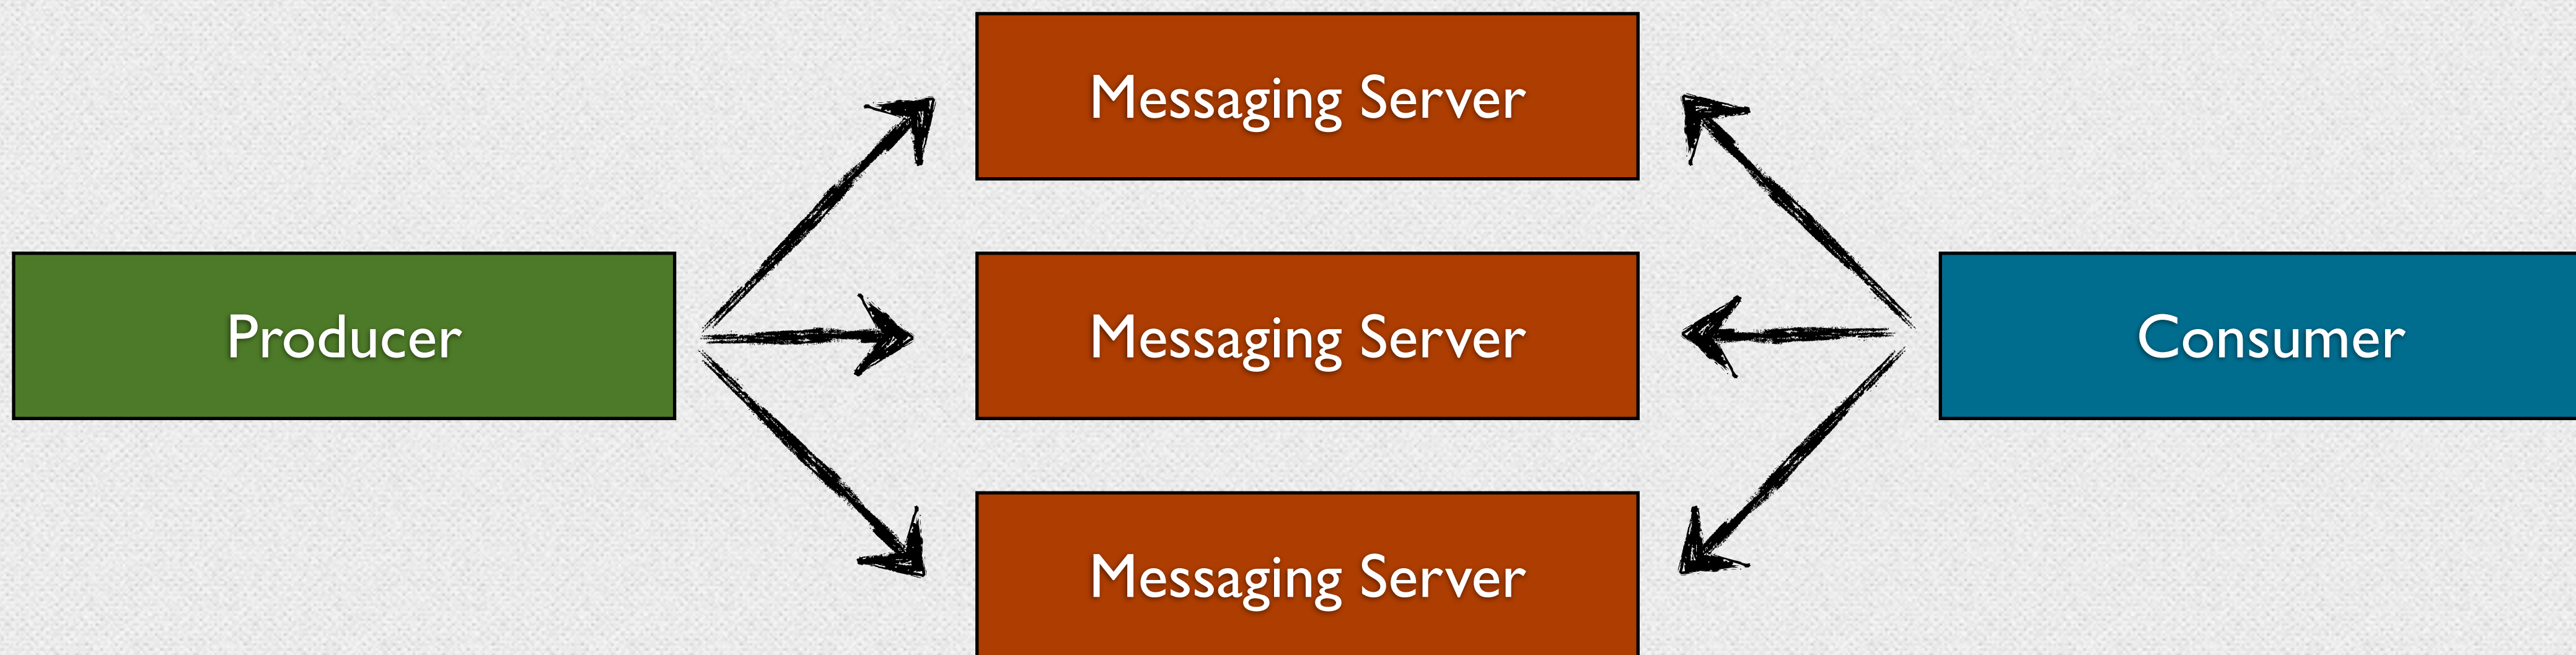 Messaging Server
Producer
Messaging Server
Consumer
Messaging Server